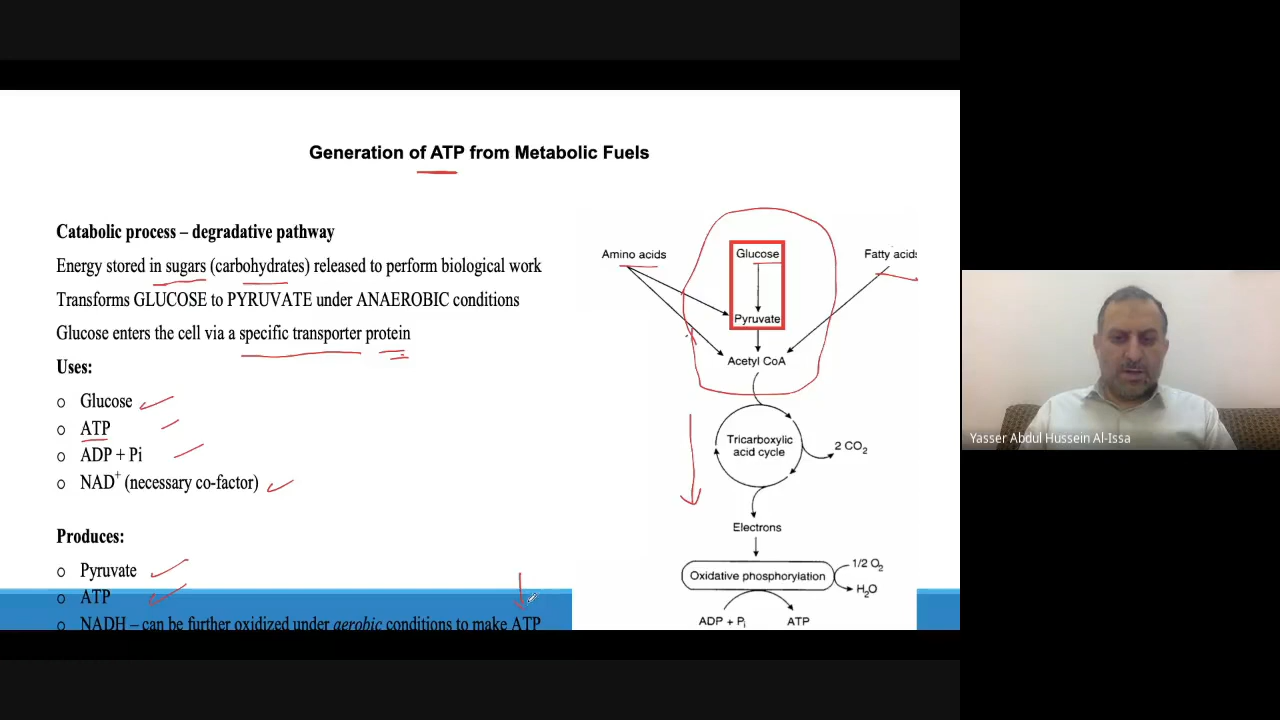 Generation of ATP from Metabolic Fuels
Catabolic process – degradative pathway
Energy stored in sugars (carbohydrates) released to perform biological work
Transforms GLUCOSE to PYRUVATE under ANAEROBIC conditions
Glucose enters the cell via a specific transporter protein
Uses:
o Glucose
o ATP
o ADP + Pi
o NAD+ (necessary co-factor)
Produces:
o Pyruvate
o ATP
o NADH – can be further oxidized under aerobic conditions to make ATP
Amino acids
Glucose
Fatty acids
Pyruvate
Acetyl CoA
Tricarboxylic
acid cycle
2 CO2
Electrons
Oxidative phosphorylation
1/2 O2
H2O
ADP + Pi
ATP
Yasser Abdul Hussein Al-Issa